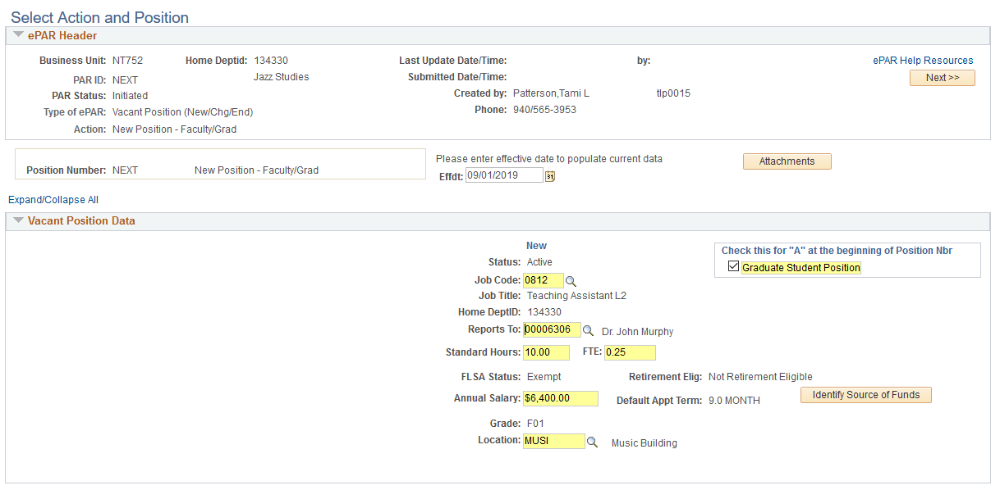 Select Action and Position
ePAR Header
Business Unit: NT752 Home Deptid: 134330 Last Update Date/Time: by: ePAR Help Resources
Jazz Studies
PAR ID: NEXT Submitted Date/Time: Next >>
PAR Status: Initiated Created by: Patterson,Tami L tlp0015
Type of ePAR: Vacant Position (New/Chg/End) Phone: 940/565-3953
Action: New Position - Faculty/Grad
Please enter effective date to populate current data Attachments
Position Number: NEXT New Position - Faculty/Grad Effdt: 09/01/2019 31
Expand/Collapse All
Vacant Position Data
New
Check this for "A" at the beginning of Position Nbr
Status: Active
Graduate Student Position
Job Code: 0812
Job Title: Teaching Assistant L2
Home DeptID: 134330
Reports To: 00006306 Dr. John Murphy
Standard Hours: 10.00 FTE: 0.25
FLSA Status: Exempt Retirement Elig: Not Retirement Eligible
Annual Salary: $6,400.00 Default Appt Term: 9.0 MONTH Identify Source of Funds
Grade: F01
Location: MUSI Music Building